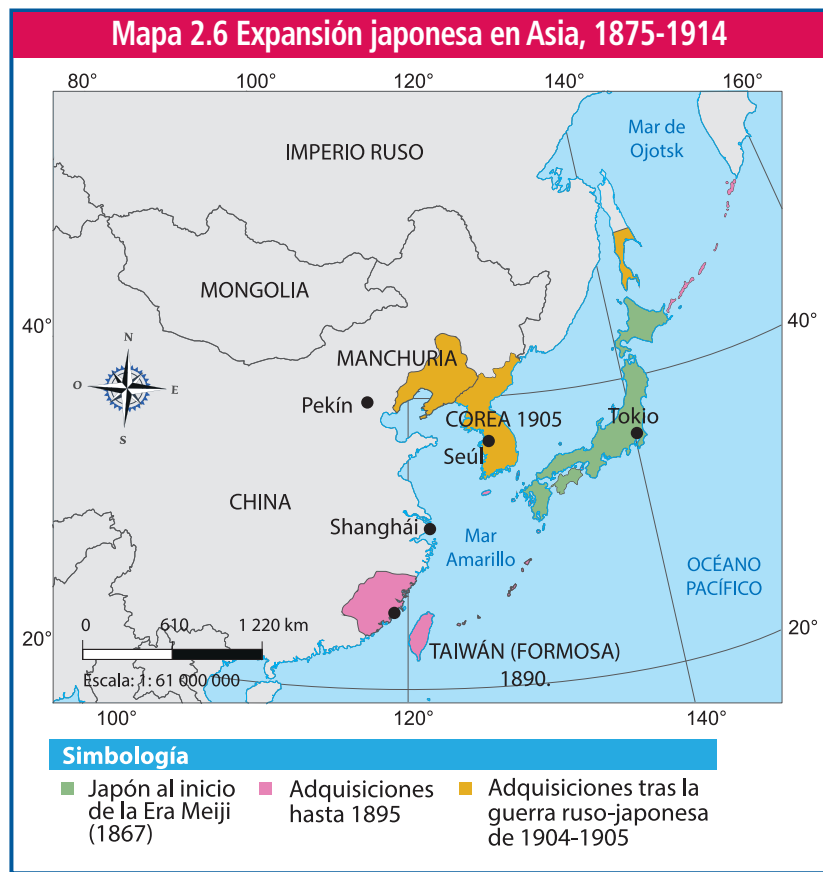 Mapa 2.6 Expansión japonesa en Asia, 1875-1914
80° 100° 120° 140° 160°
Mar de
Ojotsk
IMPERIO RUSO
MONGOLIA
40° 40°
N
O E
S
MANCHURIA
Pekín
COREA 1905
Tokio
Seúl
CHINA
Shanghái
Mar
Amarillo
OCÉANO
PACÍFICO
0 610 1 220 km
20° 20°
TAIWÁN (FORMOSA)
1890.
Escala: 1: 61 000 000
100° 120° 140°
Simbología
Japón al inicio
de la Era Meiji
(1867)
Adquisiciones
hasta 1895
Adquisiciones tras la
guerra ruso-japonesa
de 1904-1905